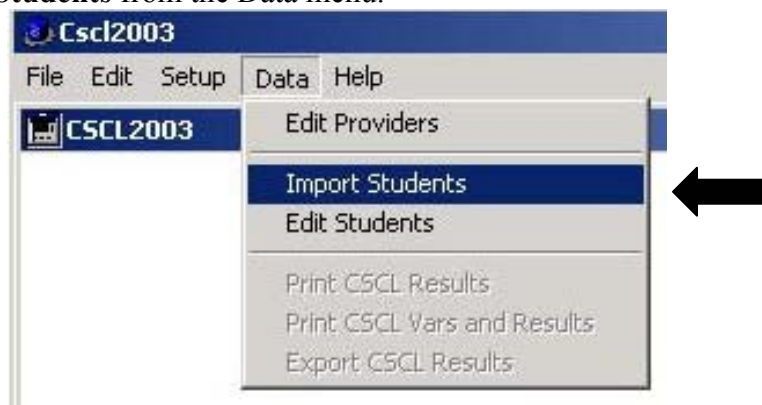 Students from the Data menu.
Cscl2003
File Edit Setup Data Help
CSCL2003
Edit Providers
Import Students
Edit Students
Print CSCL Results
Print CSCL Vars and Results
Export CSCL Results